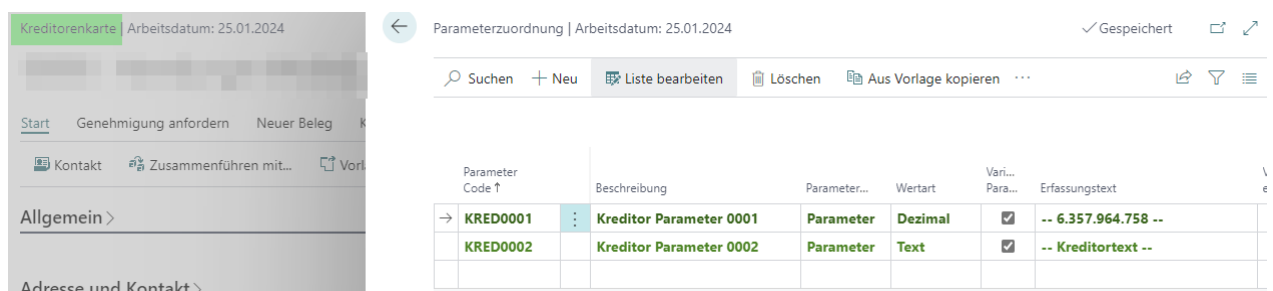 Kreditorenkarte | Arbeitsdatum: 25.01.2024
Start Genehmigung anfordern Neuer Beleg
Kontakt Zusammenführen mit...
Allgemein
Adresse und Kontakt
Parameterzuordnung | Arbeitsdatum: 25.01.2024 Gespeichert
Suchen Neu Liste bearbeiten Löschen Aus Vorlage kopieren ...
Parameter Code ↑ Beschreibung Parameter... Wertart Vari... Para... Erfassungstext
KRED0001 Kreditor Parameter 0001 Parameter Dezimal -- 6.357.964.758 --
KRED0002 Kreditor Parameter 0002 Parameter Text -- Kreditortext --